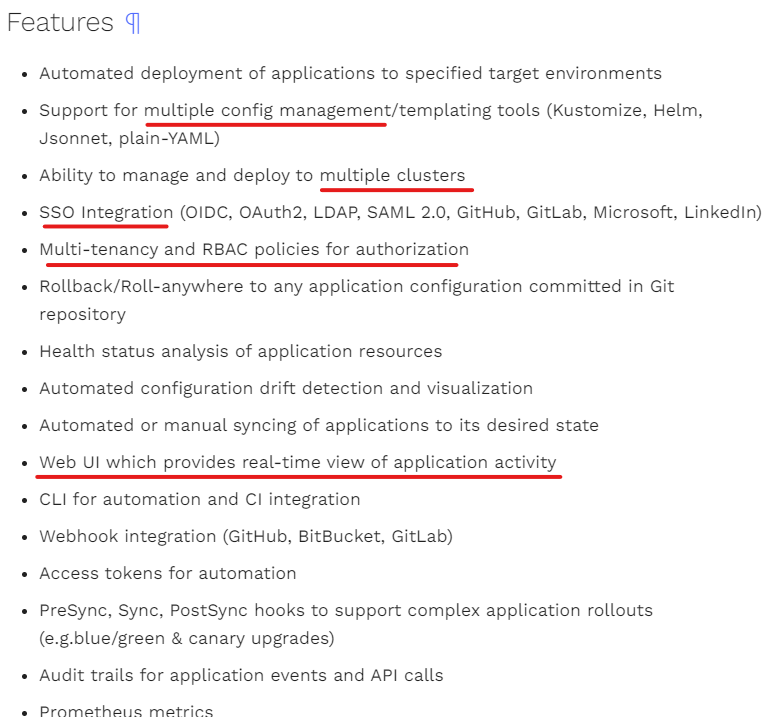 Features ¶
• Automated deployment of applications to specified target environments
• Support for multiple config management/templating tools (Kustomize, Helm,
Jsonnet, plain-YAML)
• Ability to manage and deploy to multiple clusters
• SSO Integration (OIDC, OAuth2, LDAP, SAML 2.0, GitHub, GitLab, Microsoft, LinkedIn)
• Multi-tenancy and RBAC policies for authorization
• Rollback/Roll-anywhere to any application configuration committed in Git
repository
• Health status analysis of application resources
• Automated configuration drift detection and visualization
• Automated or manual syncing of applications to its desired state
• Web UI which provides real-time view of application activity
• CLI for automation and CI integration
• Webhook integration (GitHub, BitBucket, GitLab)
• Access tokens for automation
• PreSync, Sync, PostSync hooks to support complex application rollouts
(e.g.blue/green & canary upgrades)
• Audit trails for application events and API calls
• Prometheus metrics